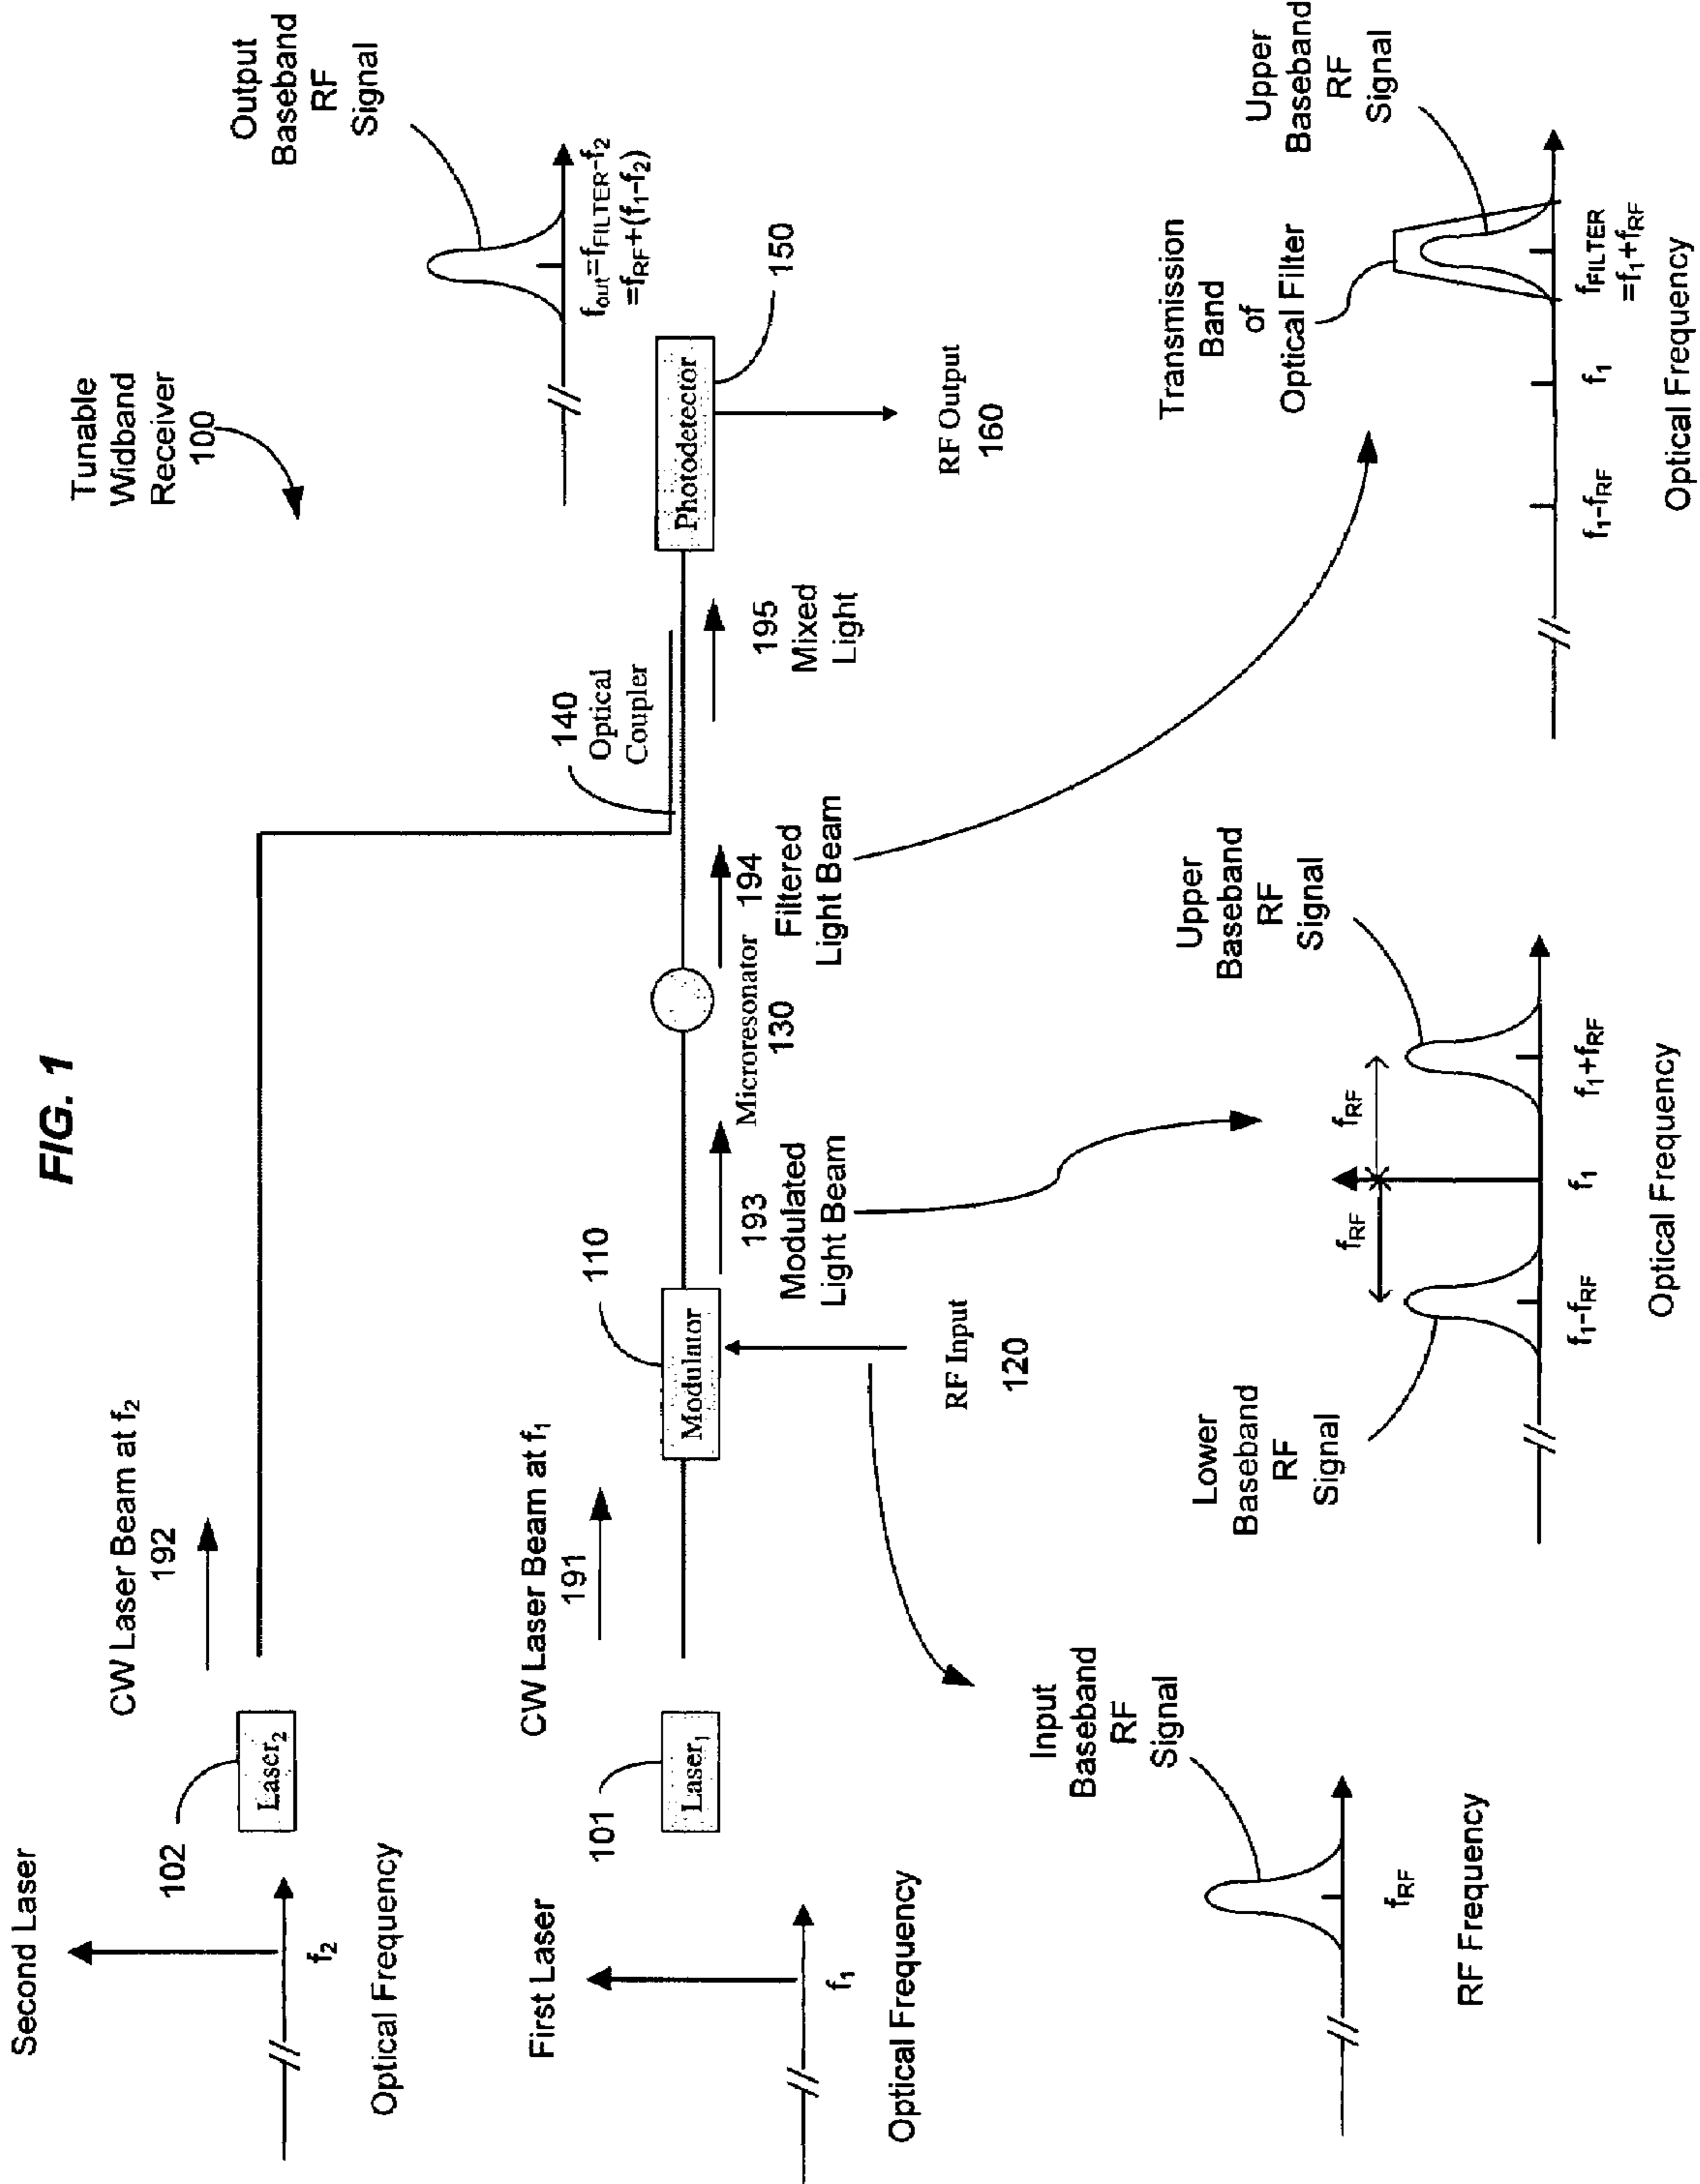 FIG. 1
Second Laser
f2
Optical Frequency
102
Laser2
CW Laser Beam at f2
192
Tunable
Widband
Receiver
100
Output
Baseband
RF
Signal
fout=fFILTER-f2
=fRF+(f1-f2)
First Laser
f1
Optical Frequency
101
Laser1
CW Laser Beam at f1
191
110
Modulator
193
Modulated
Light Beam
Microresonator
130
194
Filtered
Light Beam
140
Optical
Coupler
195
Mixed
Light
Photodetector
150
RF Input
120
RF Output
160
Input
Baseband
RF
Signal
fRF
RF Frequency
Lower
Baseband
RF
Signal
Upper
Baseband
RF
Signal
fRF
fRF
f1-fRF
f1
f1+fRF
Optical Frequency
Transmission
Band
of
Optical Filter
Upper
Baseband
RF
Signal
f1-fRF
f1
fFILTER
=f1+fRF
Optical Frequency